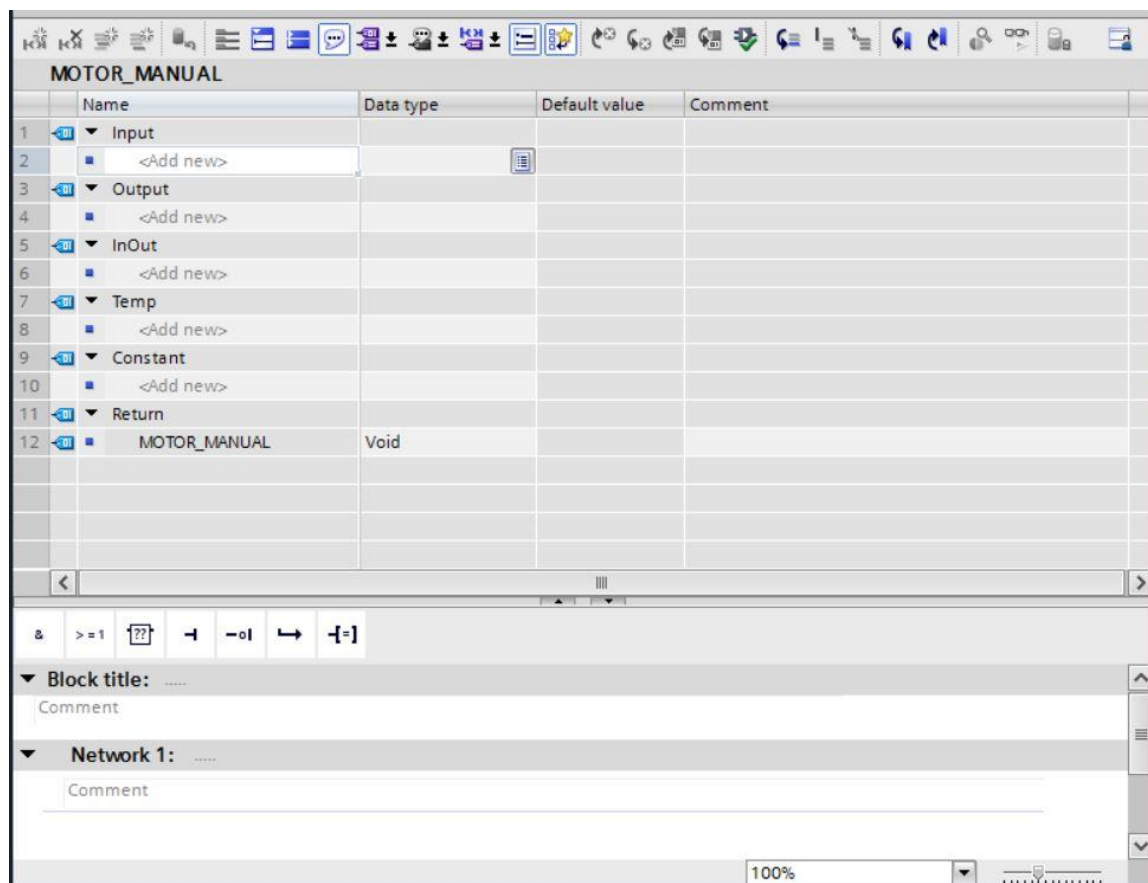 MOTOR_MANUAL
Name Data type Default value Comment
1 Input
2 <Add new>
3 Output
4 <Add new>
5 InOut
6 <Add new>
7 Temp
8 <Add new>
9 Constant
10 <Add new>
11 Return
12 MOTOR_MANUAL Void
& >=1 ??
Block title: .....
Comment
Network 1: .....
Comment
100%